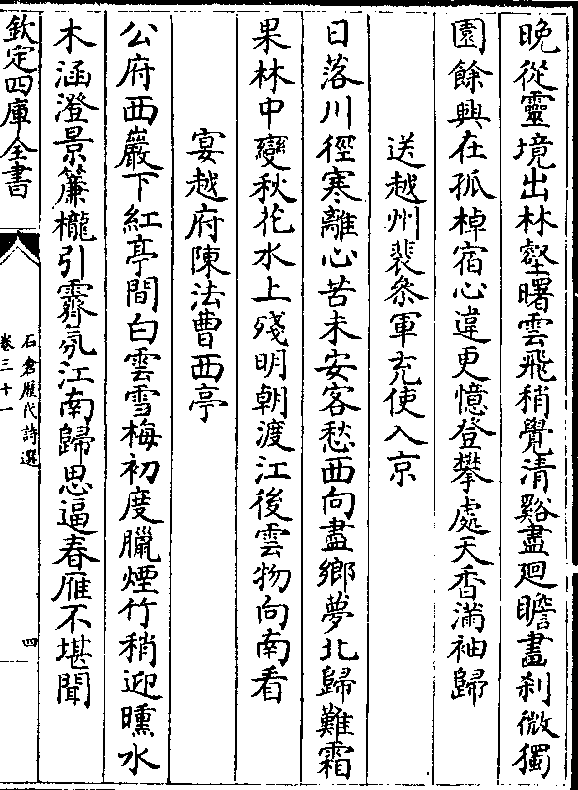 晚從靈境出林壑曙雲飛稍覺清谿盡廻瞻畵刹微獨
園餘興在孤棹宿心違更憶登攀處天香滿袖歸
送越州裴叅軍充使入京
日落川徑寒離心苦未安客愁西向盡鄉夢北歸難霜
果林中變秋花水上殘明朝渡江後雲物向南看
宴越府陳法曹西亭
公府西巖下紅亭間白雲雪梅初度臘煙竹稍迎曛水
木涵澄景簾櫳引霽氛江南歸思逼春雁不堪聞
欽定四庫全書
石倉歷代詩選
卷三十一
四